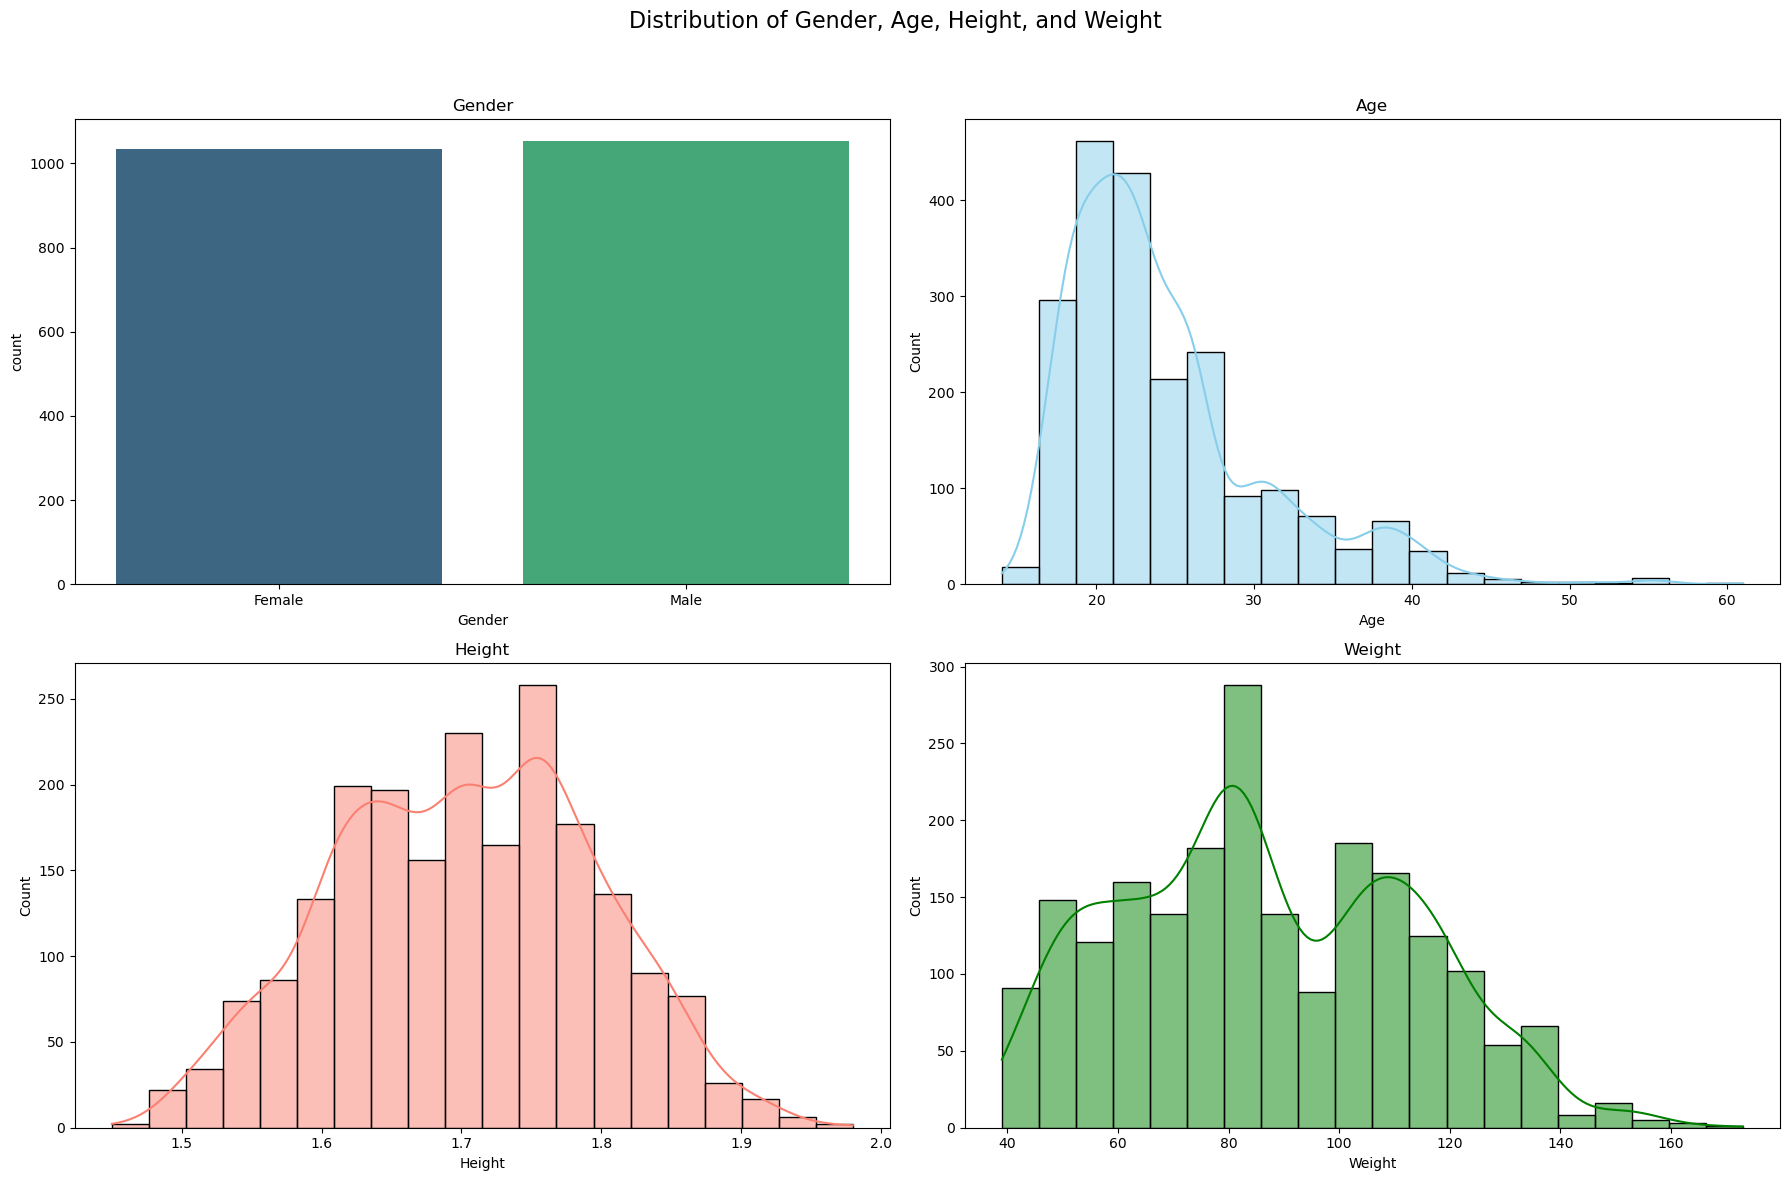 Distribution of Gender, Age, Height, and Weight
Gender
1000
800
600
400
200
0
count
Female Male
Gender
Age
400
300
200
100
0
Count
20 30 40 50 60
Age
Height
250
200
150
100
50
0
Count
1.5 1.6 1.7 1.8 1.9 2.0
Height
Weight
300
250
200
150
100
50
0
Count
40 60 80 100 120 140 160
Weight